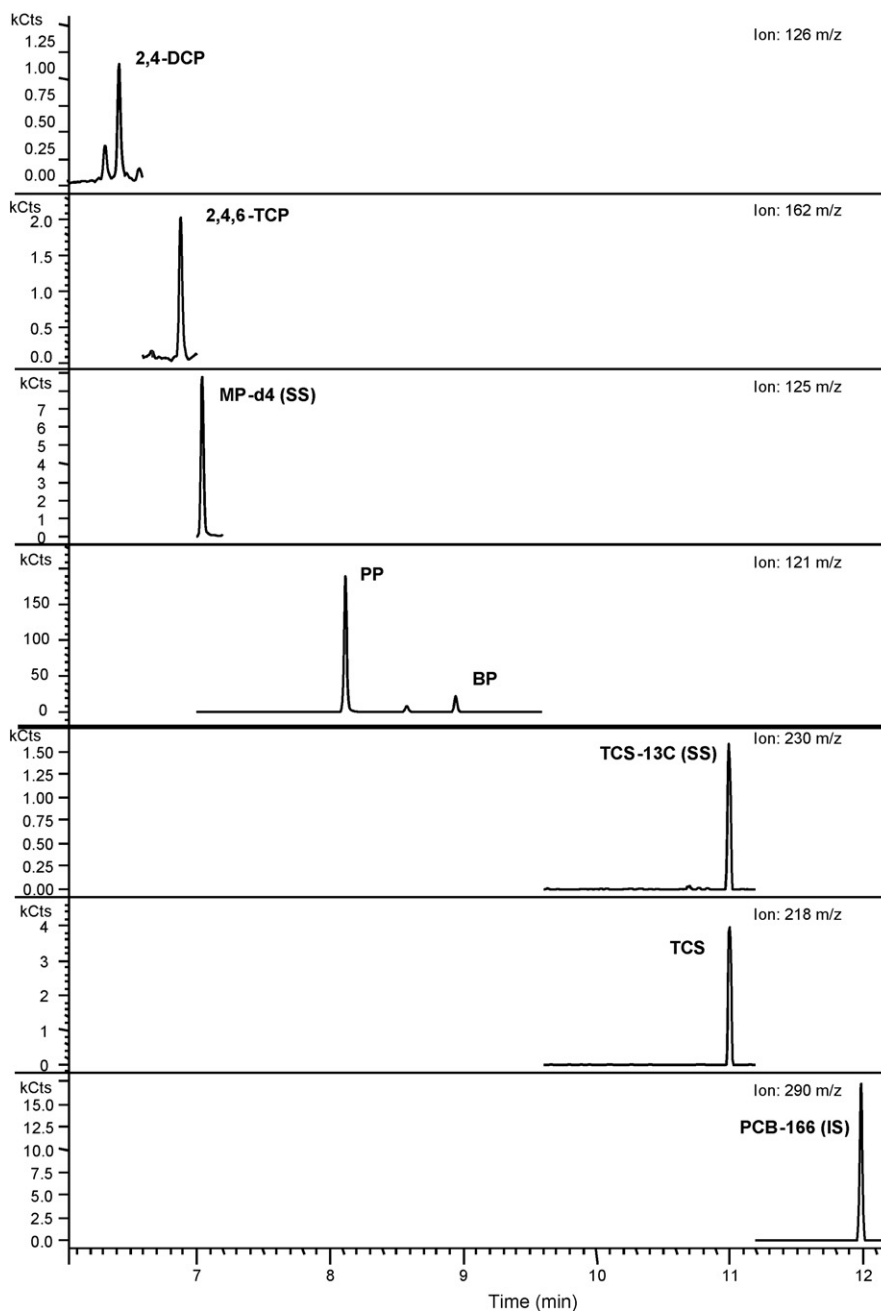 kCts
Ion: 126 m/z
1.25
2,4-DCP
1.00
0.75
0.50
0.25
0.00
kCts
Ion: 162 m/z
2.0
2,4,6-TCP
1.5
1.0
0.5
0.0
kCts
Ion: 125 m/z
MP-d4 (SS)
7
6
5
4
3
2
1
0
kCts
Ion: 121 m/z
PP
150
100
BP
50
0
kCts
Ion: 230 m/z
TCS-13C (SS)
1.50
1.25
1.00
0.75
0.50
0.25
0.00
kCts
Ion: 218 m/z
4
TCS
3
2
1
0
kCts
Ion: 290 m/z
15.0
PCB-166 (IS)
12.5
10.0
7.5
5.0
2.5
0.0
7 8 9 10 11 12
Time (min)